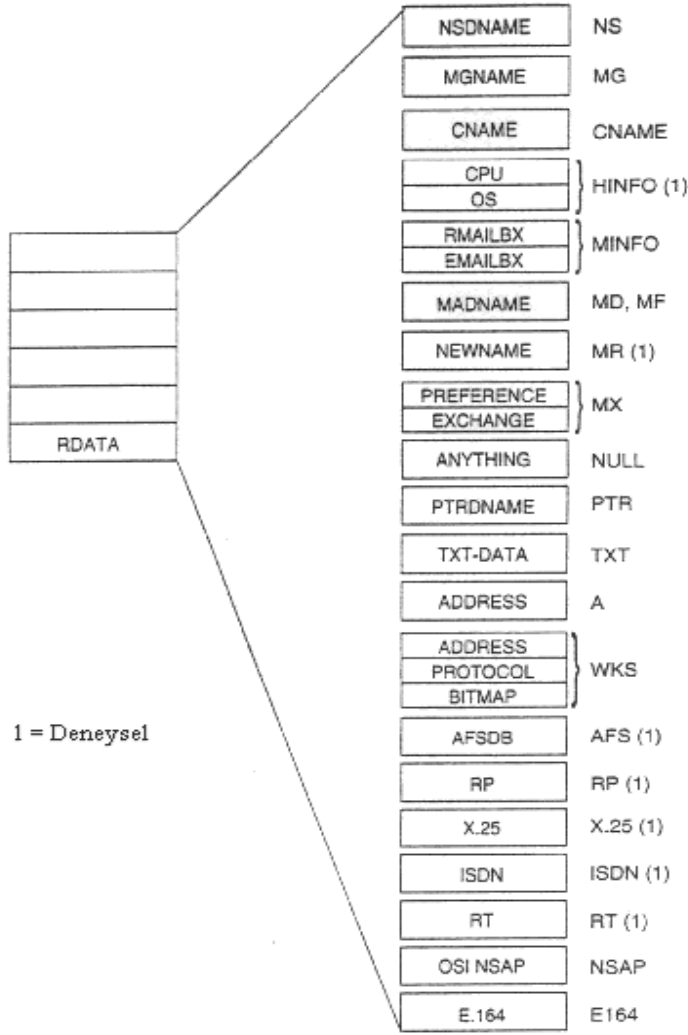 NSDNAME NS
MGNAME MG
CNAME CNAME
CPU
OS
HINFO (1)
RMAILBX
EMAILBX
MINFO
MADNAME MD, MF
NEWNAME MR (1)
PREFERENCE
EXCHANGE
MX
ANYTHING NULL
PTRDNAME PTR
TXT-DATA TXT
ADDRESS A
ADDRESS
PROTOCOL
BITMAP
WKS
AFSDB AFS (1)
RP RP (1)
X.25 X.25 (1)
ISDN ISDN (1)
RT RT (1)
OSI NSAP NSAP
E.164 E164
RDATA
1 = Deneysel